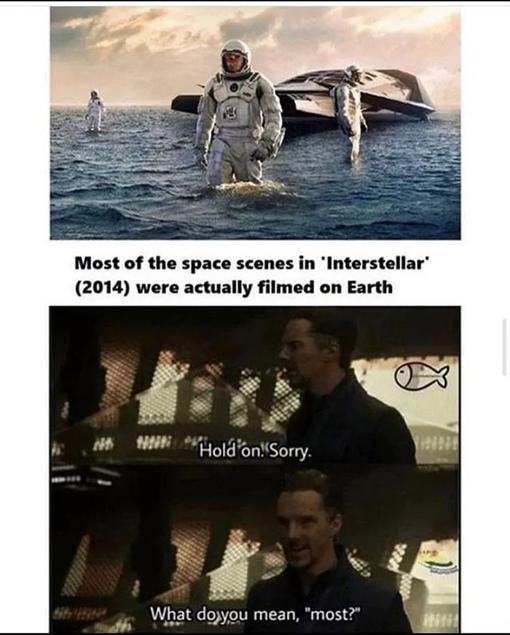 Most of the space scenes in 'Interstellar'
(2014) were actually filmed on Earth
Hold on. Sorry.
What do you mean, "most?"